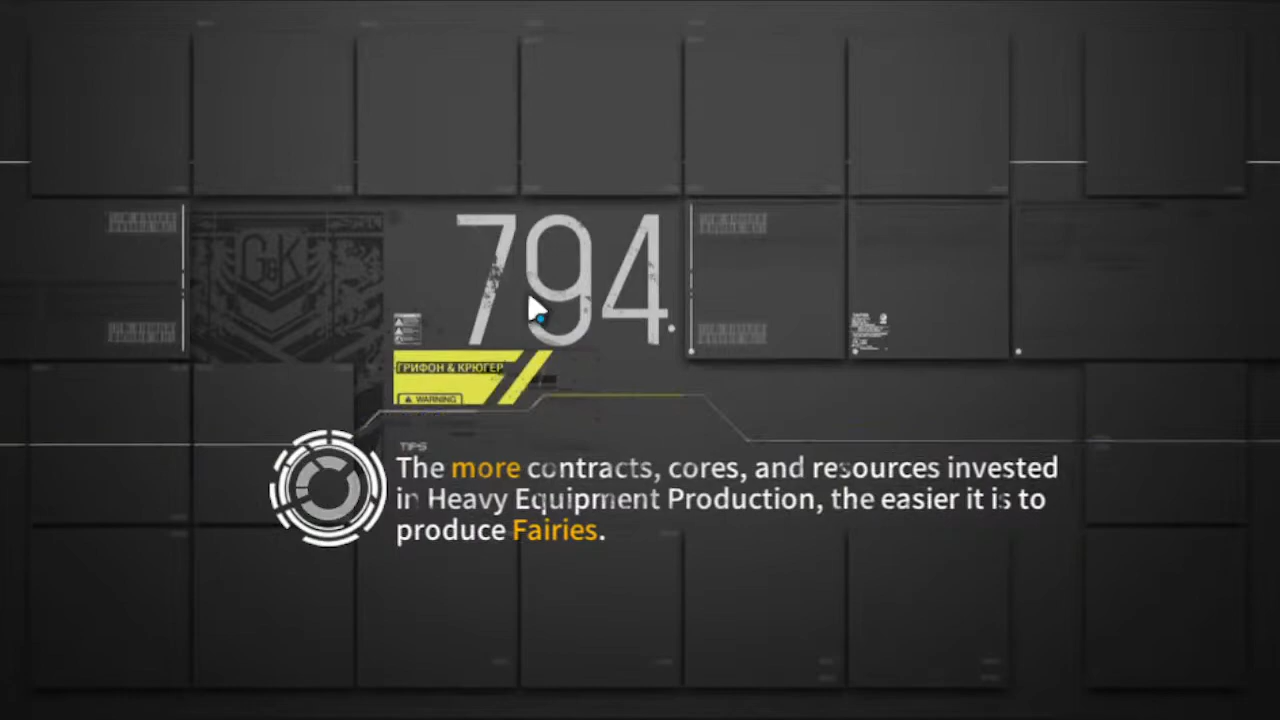 G&K
794.
ГРИФОН & КРЮГЕР
WARNING
TIPS
The more contracts, cores, and resources invested
in Heavy Equipment Production, the easier it is to
produce Fairies.